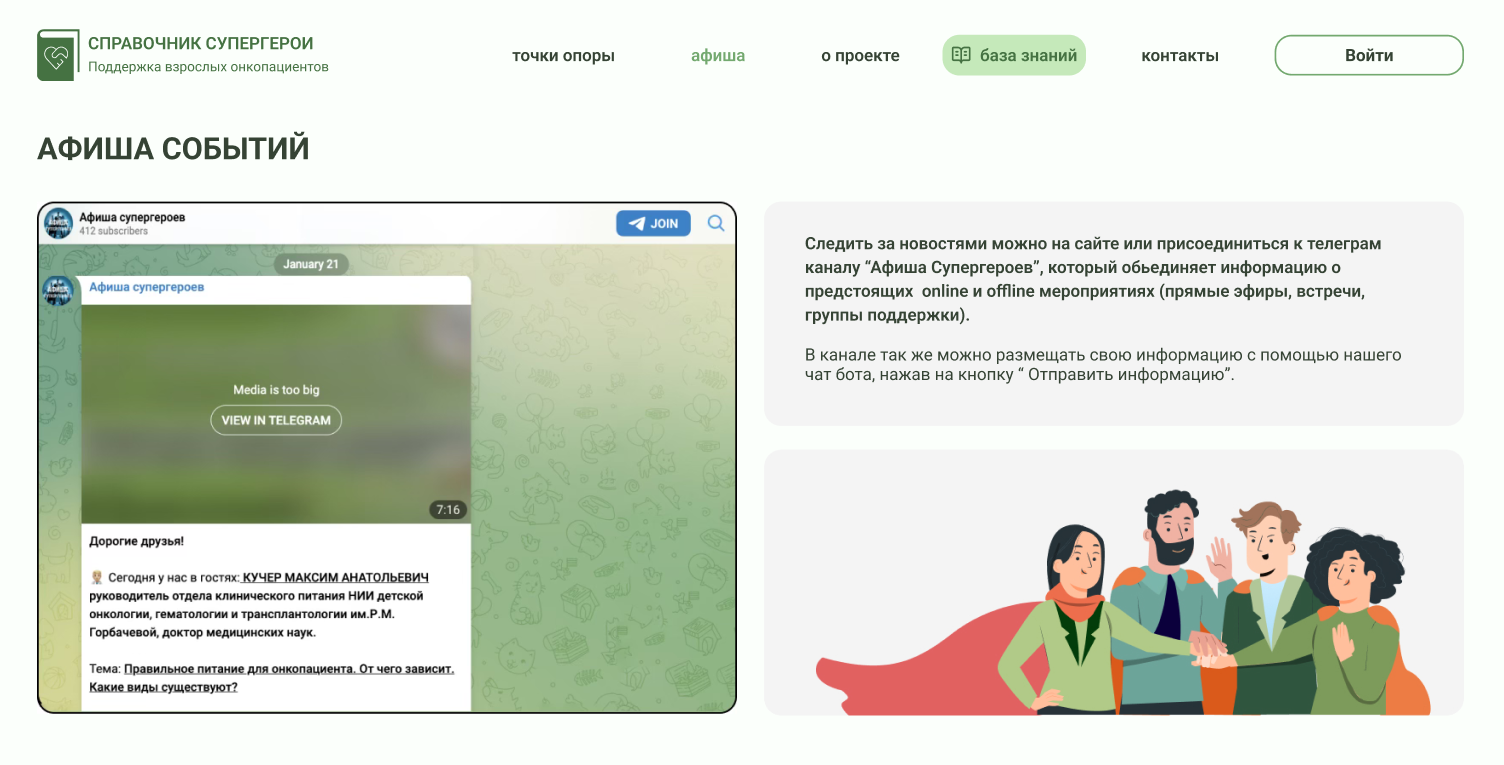 СПРАВОЧНИК СУПЕРГЕРОИ
Поддержка взрослых онкопациентов
точки опоры
афиша
о проекте
база знаний
контакты
Войти
АФИША СОБЫТИЙ
Афиша супергероев
412 subscribers
JOIN
January 21
Афиша супергероев
Media is too big
VIEW IN TELEGRAM
7:16
Дорогие друзья!
Сегодня у нас в гостях: КУЧЕР МАКСИМ АНАТОЛЬЕВИЧ
руководитель отдела клинического питания НИИ детской
онкологии, гематологии и трансплантологии им.Р.М.
Горбачевой, доктор медицинских наук.
Тема: Правильное питание для онкопациента. От чего зависит.
Какие виды существуют?
Следить за новостями можно на сайте или присоединиться к телеграм
каналу “Афиша Супергероев”, который обьединяет информацию о
предстоящих  online и offline мероприятиях (прямые эфиры, встречи,
группы поддержки).
В канале так же можно размещать свою информацию с помощью нашего
чат бота, нажав на кнопку “ Отправить информацию”.